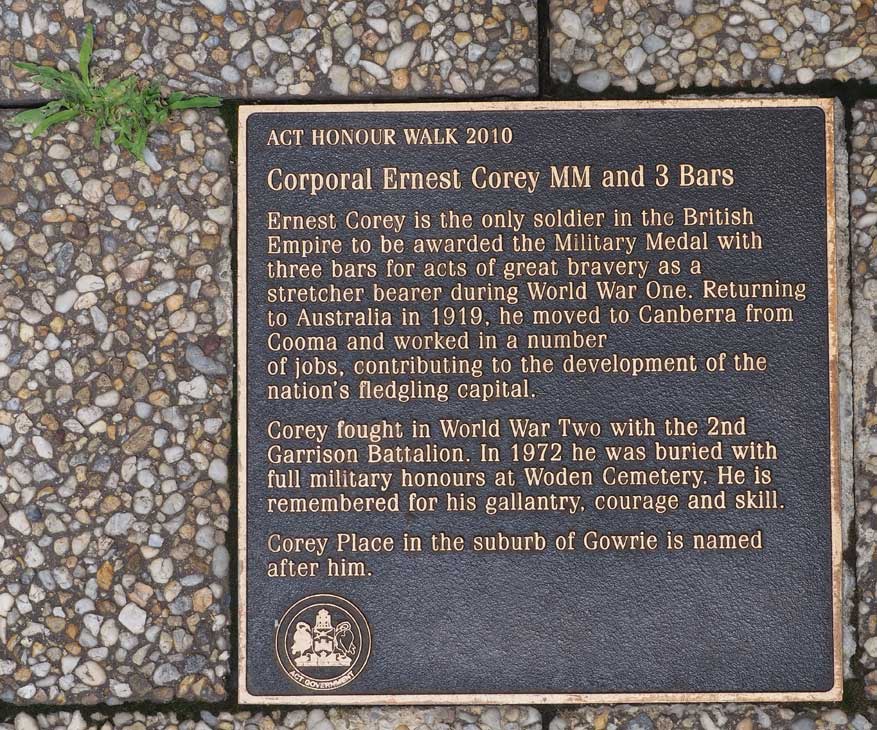 ACT HONOUR WALK 2010
Corporal Ernest Corey MM and 3 Bars
Ernest Corey is the only soldier in the British
Empire to be awarded the Military Medal with
three bars for acts of great bravery as a
stretcher bearer during World War One. Returning
to Australia in 1919, he moved to Canberra from
Cooma and worked in a number
of jobs, contributing to the development of the
nation's fledgling capital.
Corey fought in World War Two with the 2nd
Garrison Battalion. In 1972 he was buried with
full military honours at Woden Cemetery. He is
remembered for his gallantry, courage and skill.
Corey Place in the suburb of Gowrie is named
after him.
ACT GOVERNMENT